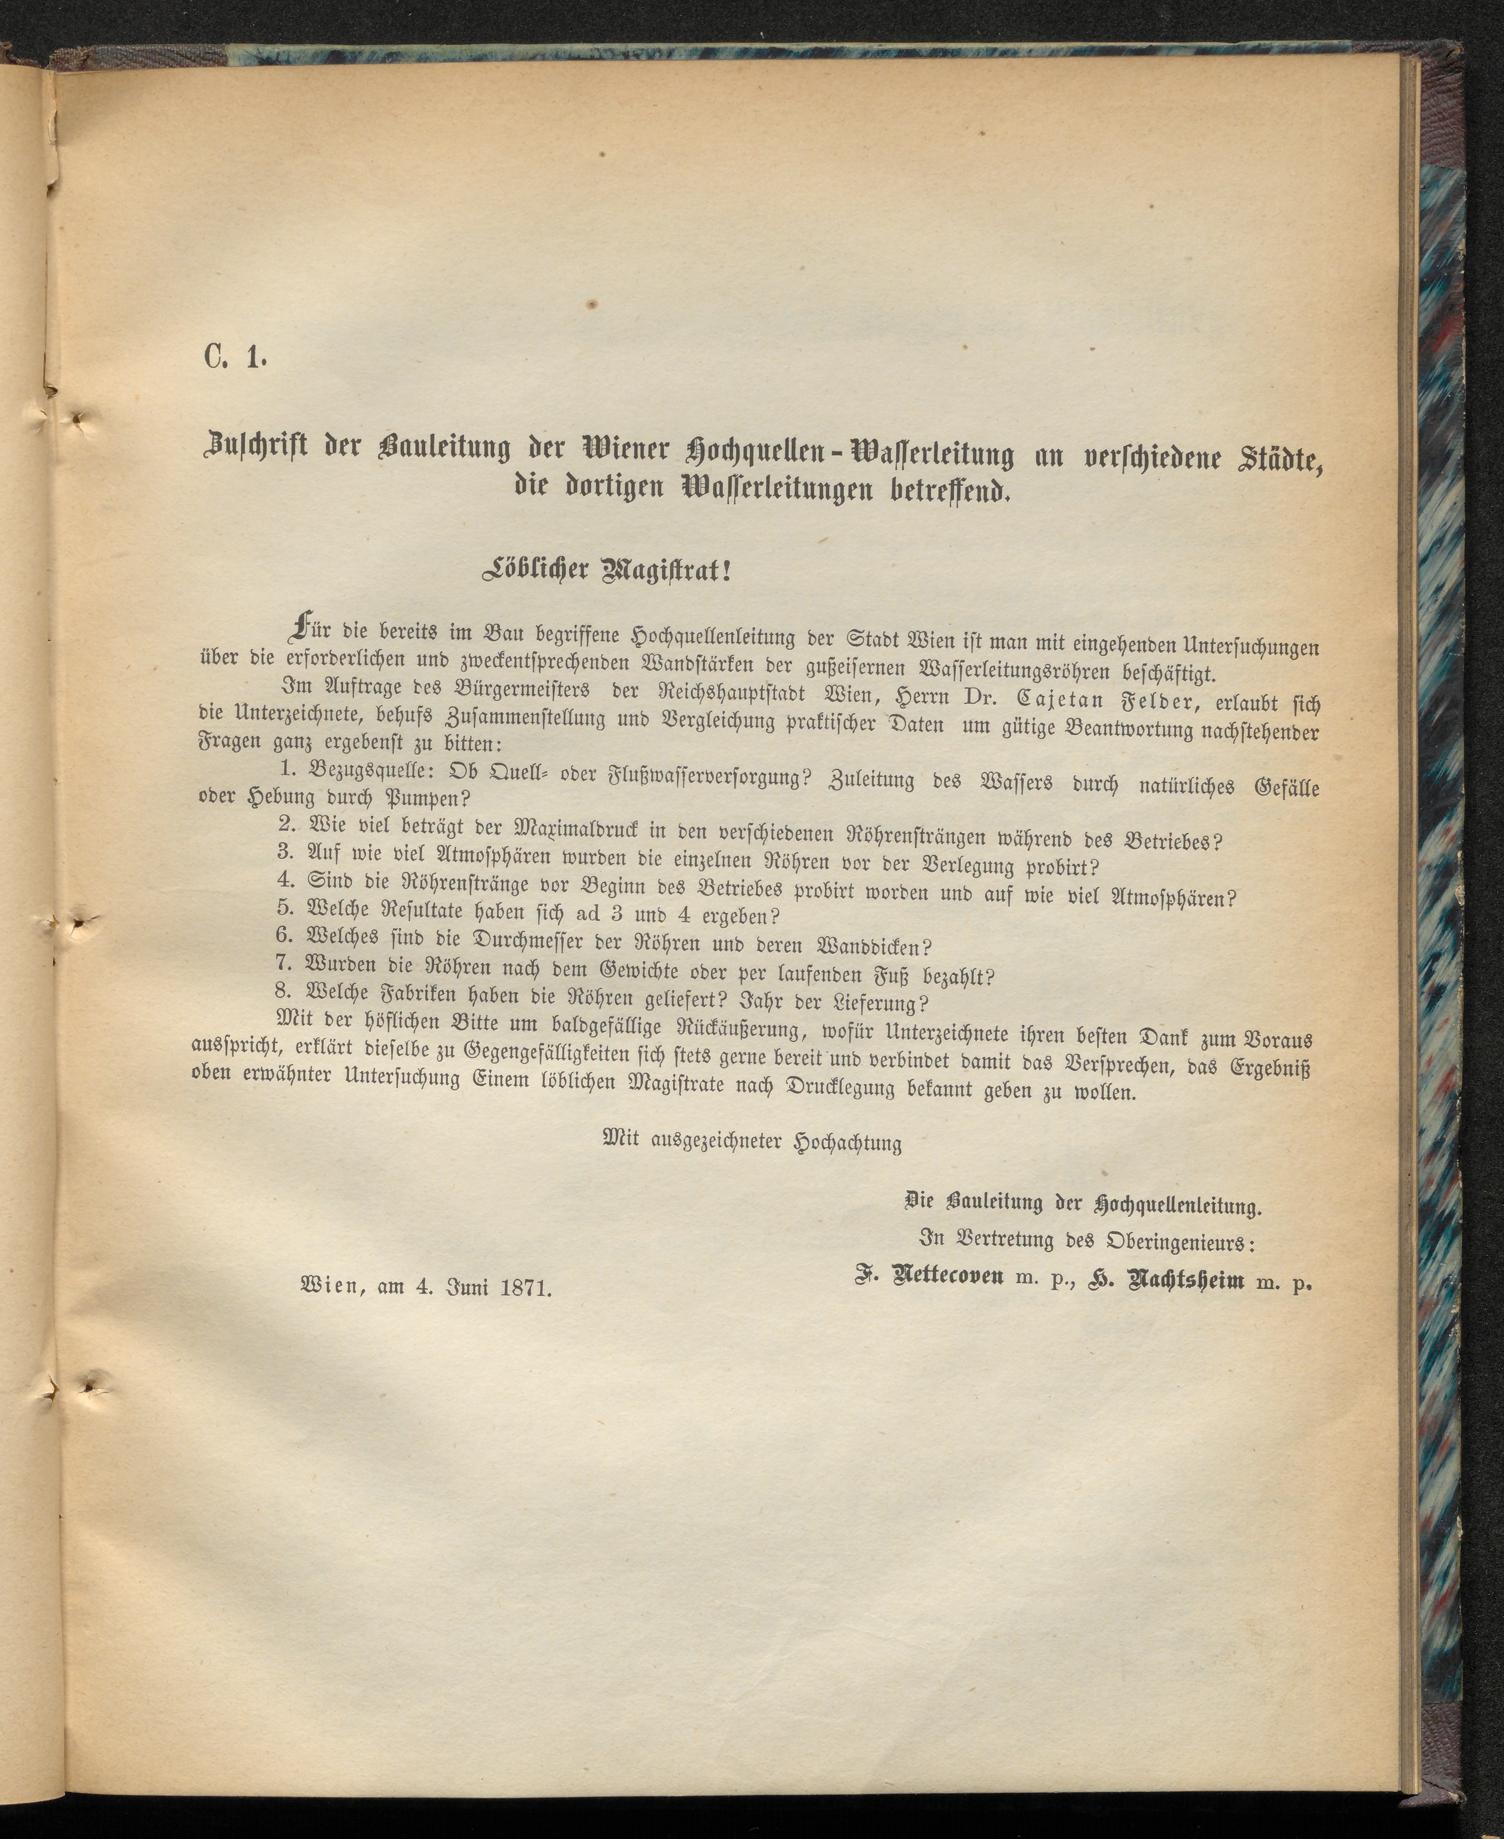 C. 1.
Zuschrift der Bauleitung der Wiener Hochquellen-Wasserleitung an verschiedene Städte,
die dortigen Wasserleitungen betreffend.
Löblicher Magistrat!
Für die bereits im Bau begriffene Hochquellenleitung der Stadt Wien ist man mit eingehenden Untersuchungen
über die erforderlichen und zweckentsprechenden Wandstärken der gußeisernen Wasserleitungsröhren beschäftigt.
Im Auftrage des Bürgermeisters der Reichshauptstadt Wien, Herrn Dr. Cajetan Felder, erlaubt sich
die Unterzeichnete, behufs Zusammenstellung und Vergleichung praktischer Daten um gütige Beantwortung nachstehender
Fragen ganz ergebenst zu bitten:
1. Bezugsquelle: Ob Quell- oder Flußwasserversorgung? Zuleitung des Wassers durch natürliches Gefälle
oder Hebung durch Pumpen?
2. Wie viel beträgt der Maximaldruck in den verschiedenen Röhrensträngen während des Betriebes?
3. Auf wie viel Atmosphären wurden die einzelnen Röhren vor der Verlegung probirt?
4. Sind die Röhrenstränge vor Beginn des Betriebes probirt worden und auf wie viel Atmosphären?
5. Welche Resultate haben sich ad 3 und 4 ergeben?
6. Welches sind die Durchmesser der Röhren und deren Wanddicken?
7. Wurden die Röhren nach dem Gewichte oder per laufenden Fuß bezahlt?
8. Welche Fabriken haben die Röhren geliefert? Jahr der Lieferung?
Mit der höflichen Bitte um baldgefällige Rückäußerung, wofür Unterzeichnete ihren besten Dank zum Voraus
ausspricht, erklärt dieselbe zu Gegengefälligkeiten sich stets gerne bereit und verbindet damit das Versprechen, das Ergebniß
oben erwähnter Untersuchung Einem löblichen Magistrate nach Drucklegung bekannt geben zu wollen.
Mit ausgezeichneter Hochachtung
Die Bauleitung der Hochquellenleitung.
In Vertretung des Oberingenieurs:
F. Nettecoven m. p., H. Nachtsheim m. p.
Wien, am 4. Juni 1871.